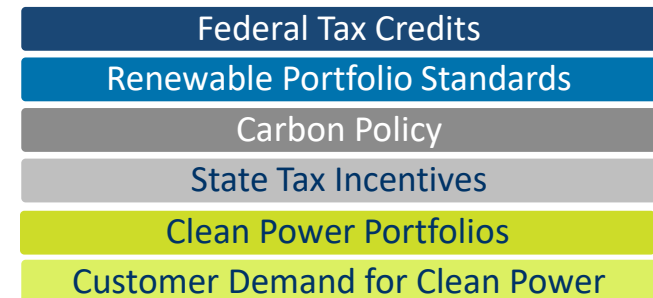 Federal Tax Credits
Renewable Portfolio Standards
Carbon Policy
State Tax Incentives
Clean Power Portfolios
Customer Demand for Clean Power